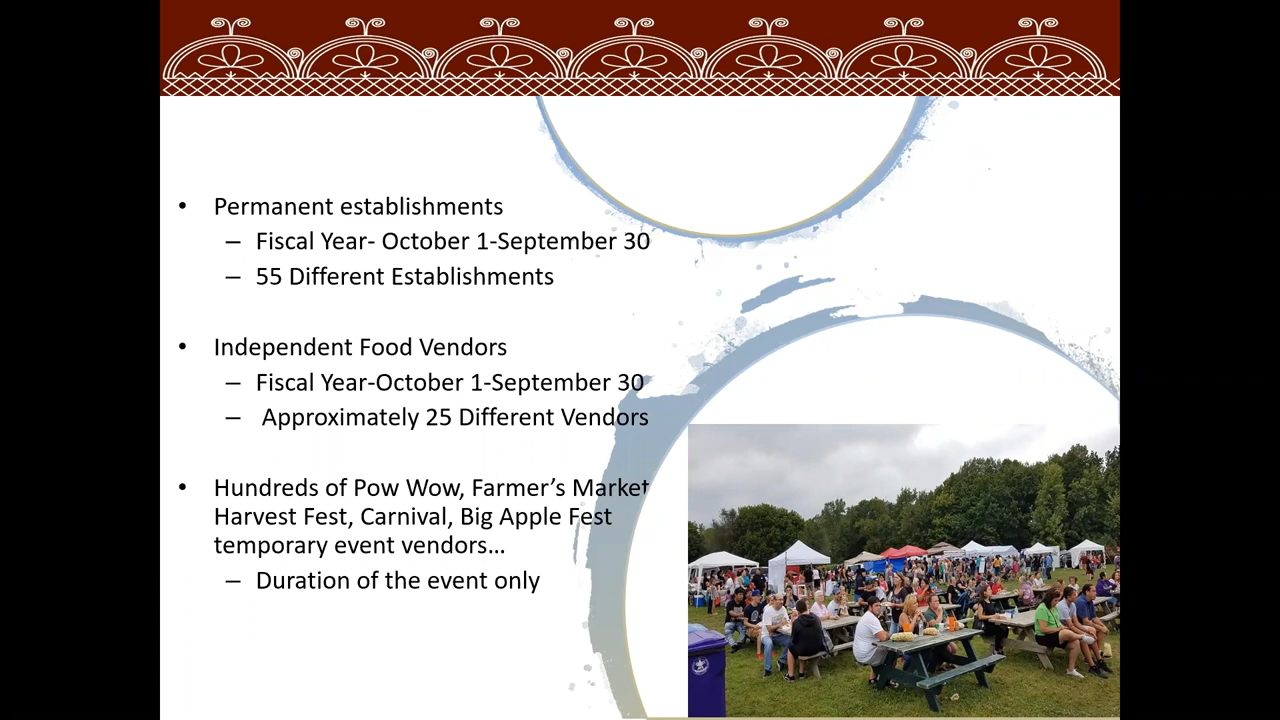 • Permanent establishments
– Fiscal Year- October 1-September 30
– 55 Different Establishments
• Independent Food Vendors
– Fiscal Year-October 1-September 30
– Approximately 25 Different Vendors
• Hundreds of Pow Wow, Farmer’s Market
Harvest Fest, Carnival, Big Apple Fest
temporary event vendors…
– Duration of the event only